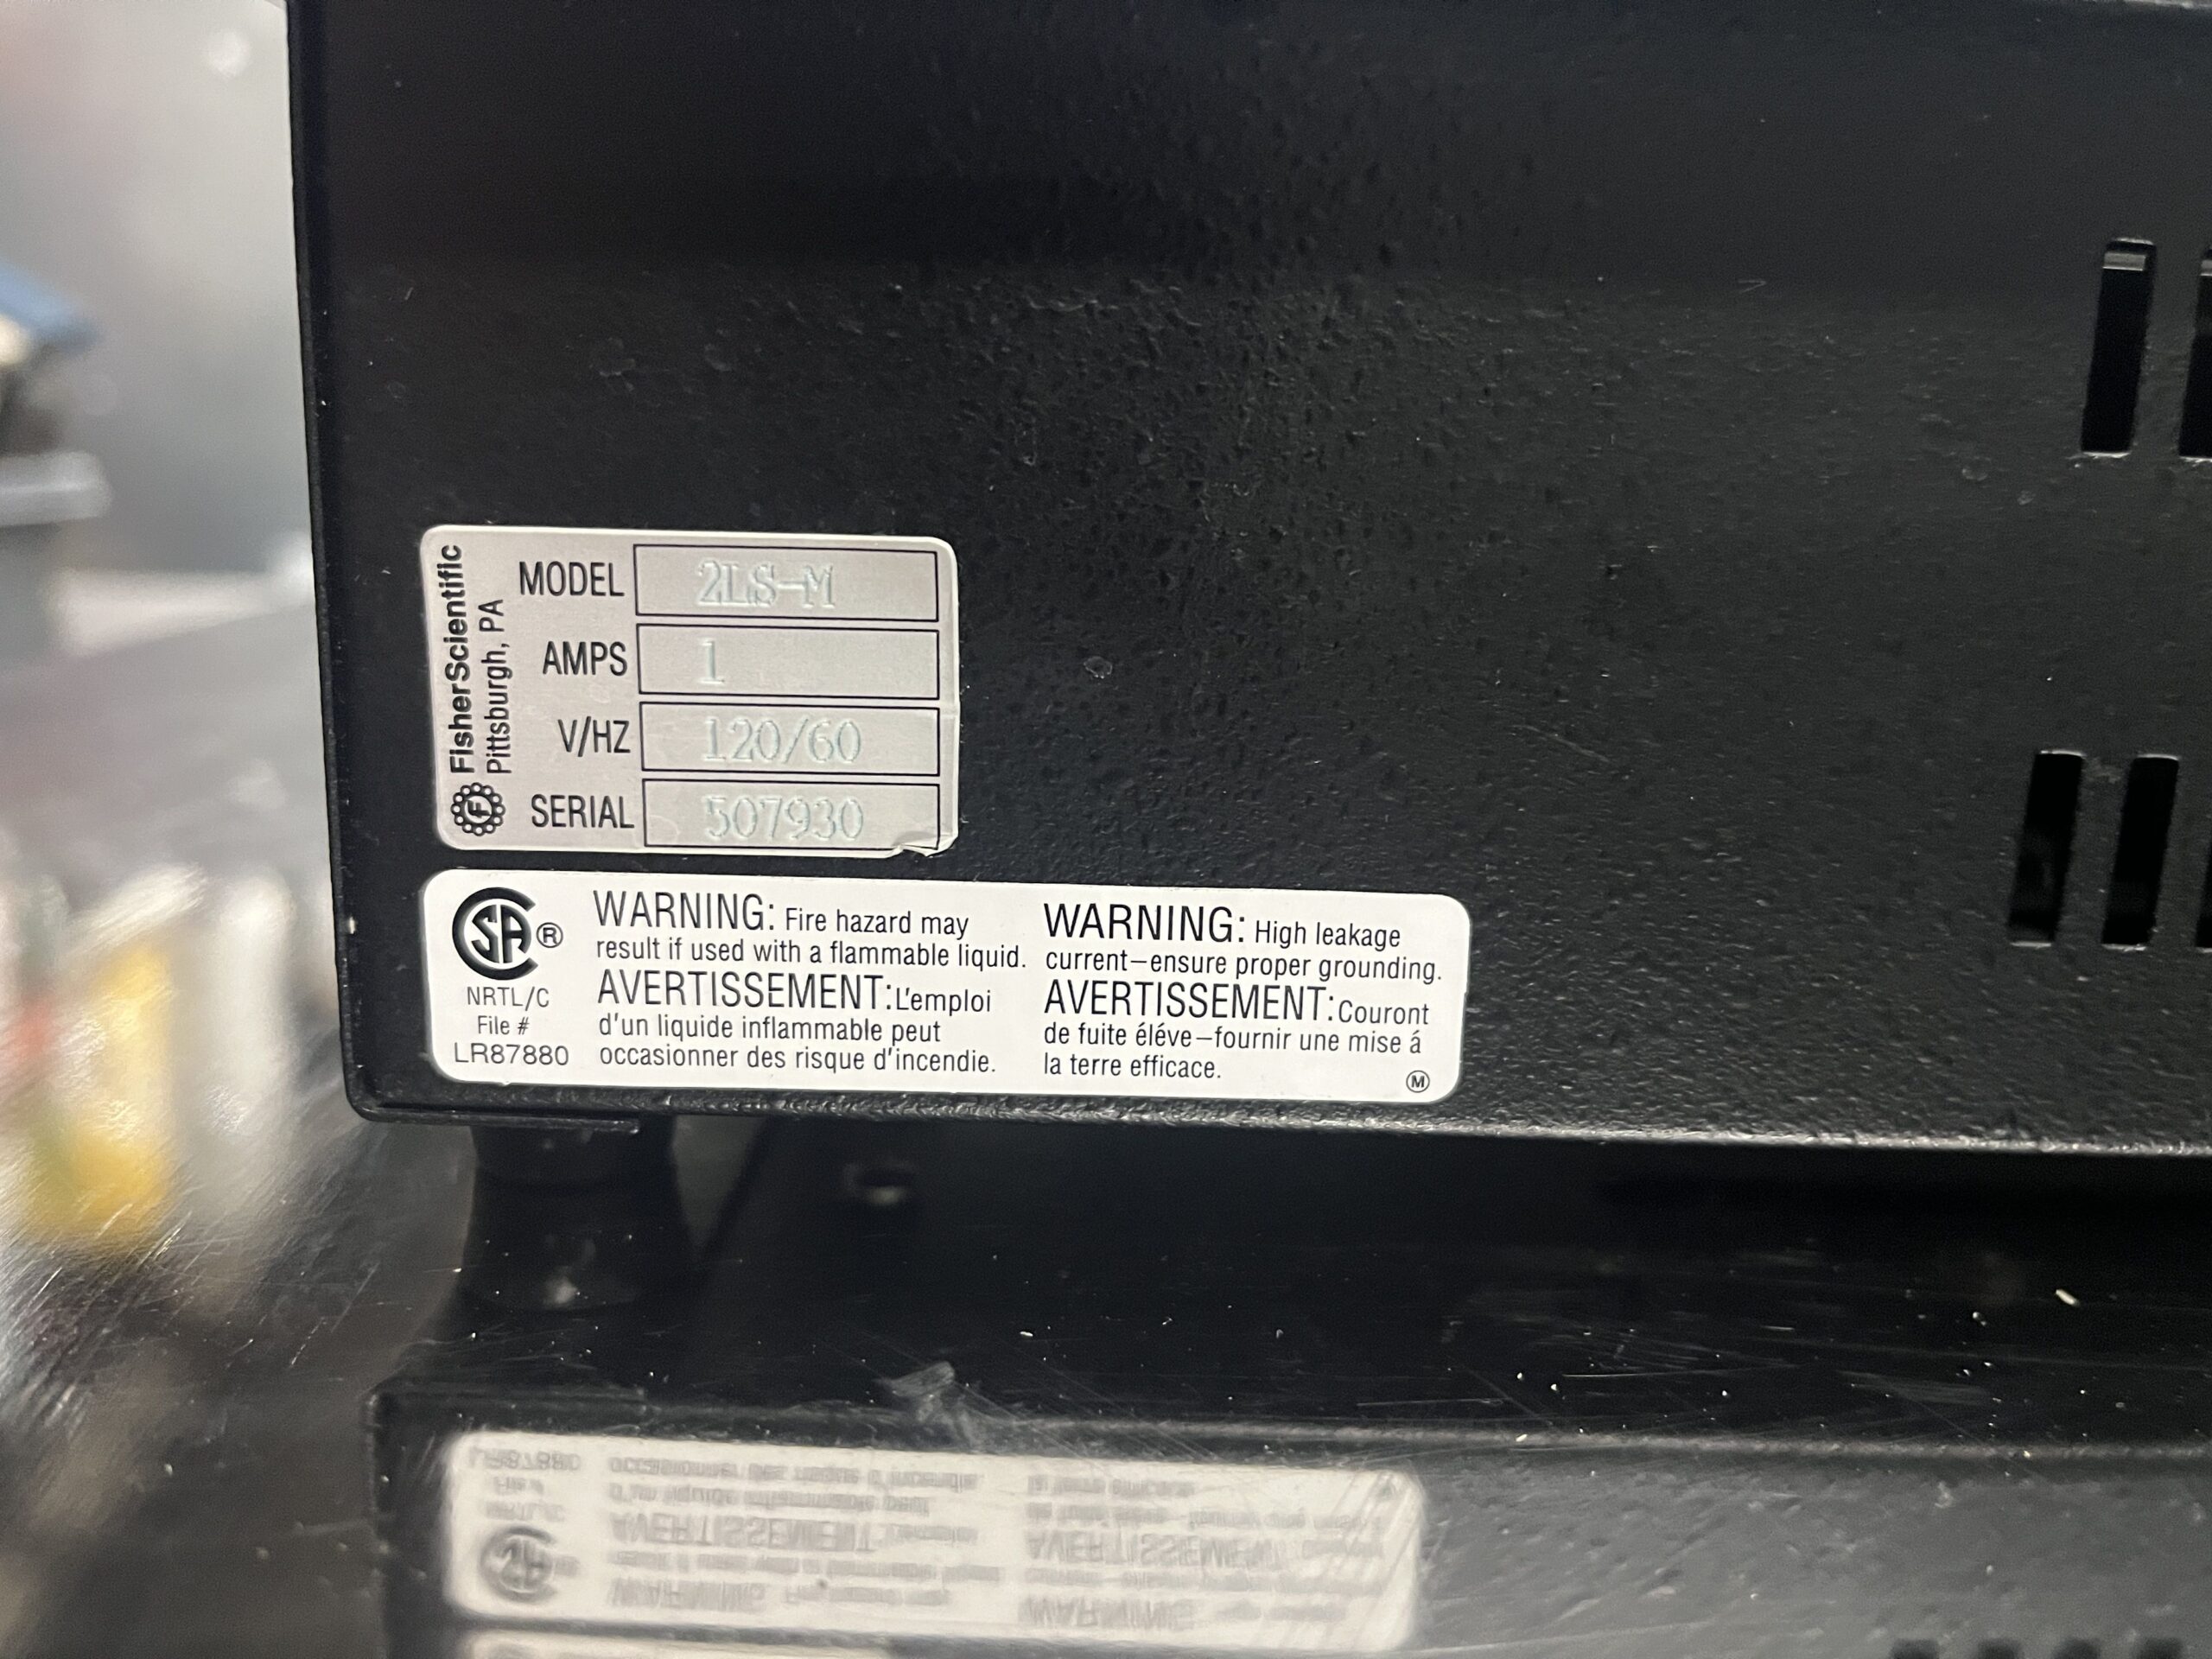 FisherScientific
Pittsburgh, PA
F
MODEL 2LS-M
AMPS 1
V/HZ 120/60
SERIAL 507930
SA ®
NRTL/C
File #
LR87880
WARNING: Fire hazard may
result if used with a flammable liquid.
AVERTISSEMENT:L'emploi
d'un liquide inflammable peut
occasionner des risque d'incendie.
WARNING: High leakage
current–ensure proper grounding.
AVERTISSEMENT:Couront
de fuite éléve–fournir une mise á
la terre efficace.
M